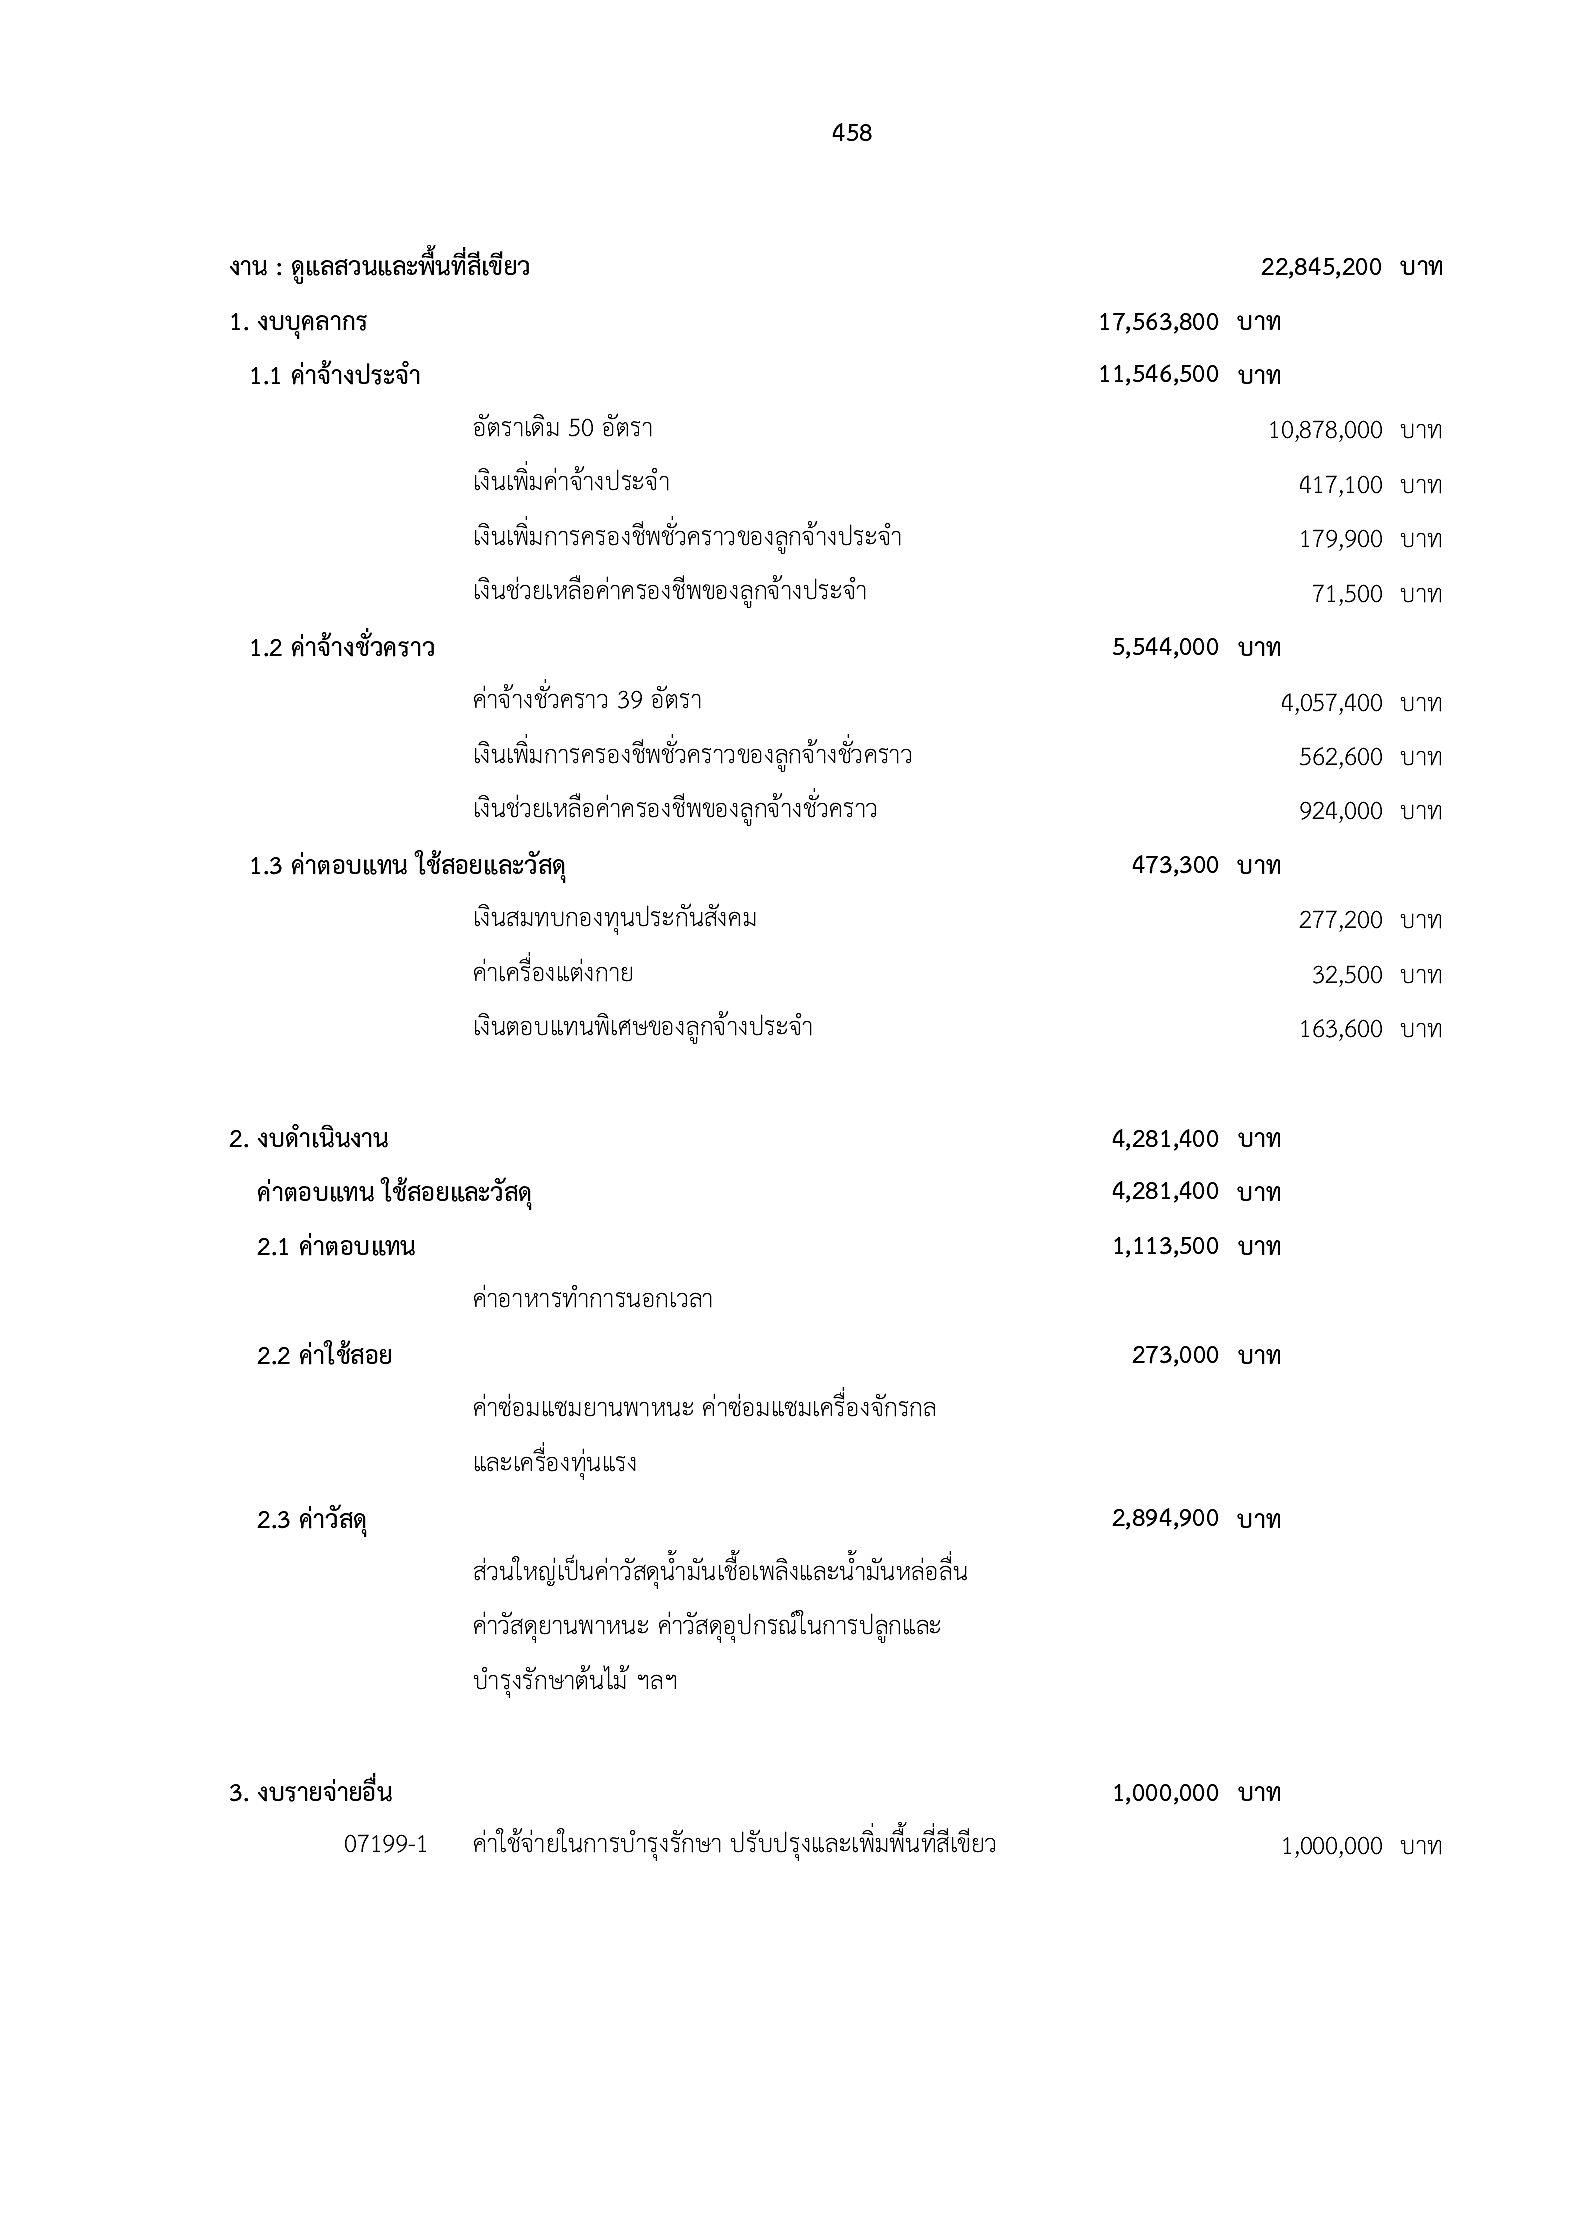 458
งาน : ดูแลสวนและพื้นที่สีเขียว 22,845,200 บาท
1. งบบุคลากร 17,563,800 บาท
1.1 ค่าจ้างประจำ 11,546,500 บาท
อัตราเดิม 50 อัตรา 10,878,000 บาท
เงินเพิ่มค่าจ้างประจำ 417,100 บาท
เงินเพิ่มการครองชีพชั่วคราวของลูกจ้างประจำ 179,900 บาท
เงินช่วยเหลือค่าครองชีพของลูกจ้างประจำ 71,500 บาท
1.2 ค่าจ้างชั่วคราว 5,544,000 บาท
ค่าจ้างชั่วคราว 39 อัตรา 4,057,400 บาท
เงินเพิ่มการครองชีพชั่วคราวของลูกจ้างชั่วคราว 562,600 บาท
เงินช่วยเหลือค่าครองชีพของลูกจ้างชั่วคราว 924,000 บาท
1.3 ค่าตอบแทน ใช้สอยและวัสดุ 473,300 บาท
เงินสมทบกองทุนประกันสังคม 277,200 บาท
ค่าเครื่องแต่งกาย 32,500 บาท
เงินตอบแทนพิเศษของลูกจ้างประจำ 163,600 บาท
2. งบดำเนินงาน 4,281,400 บาท
ค่าตอบแทน ใช้สอยและวัสดุ 4,281,400 บาท
2.1 ค่าตอบแทน 1,113,500 บาท
ค่าอาหารทำการนอกเวลา
2.2 ค่าใช้สอย 273,000 บาท
ค่าซ่อมแซมยานพาหนะ ค่าซ่อมแซมเครื่องจักรกล
และเครื่องทุ่นแรง
2.3 ค่าวัสดุ 2,894,900 บาท
ส่วนใหญ่เป็นค่าวัสดุน้ำมันเชื้อเพลิงและน้ำมันหล่อลื่น
ค่าวัสดุยานพาหนะ ค่าวัสดุอุปกรณ์ในการปลูกและ
บำรุงรักษาต้นไม้ ฯลฯ
3. งบรายจ่ายอื่น 1,000,000 บาท
07199-1 ค่าใช้จ่ายในการบำรุงรักษา ปรับปรุงและเพิ่มพื้นที่สีเขียว 1,000,000 บาท